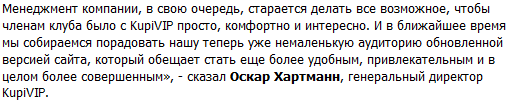 Менеджмент компании, в свою очередь, старается делать все возможное, чтобы
членам клуба было с KupiVIP просто, комфортно и интересно. И в ближайшее время
мы собираемся порадовать нашу теперь уже немаленькую аудиторию обновленной
версией сайта, который обещает стать еще более удобным, привлекательным и в
целом более совершенным», - сказал Оскар Хартманн, генеральный директор
KupiVIP.